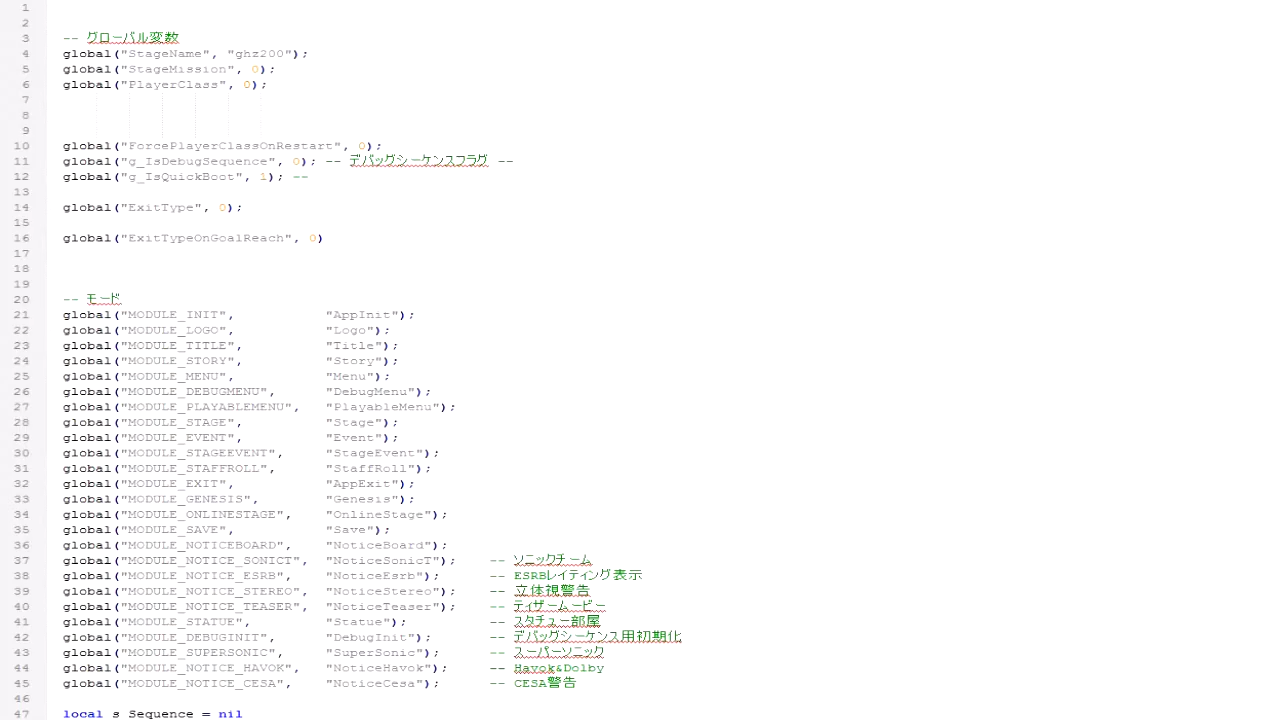 1
2
3 -- グローバル変数
4 global("StageName", "ghz200");
5 global("StageMission", 0);
6 global("PlayerClass", 0);
7
8
9
10 global("ForcePlayerClassOnRestart", 0);
11 global("g_IsDebugSequence", 0); -- デバッグシーケンスフラグ --
12 global("g_IsQuickBoot", 1); --
13
14 global("ExitType", 0);
15
16 global("ExitTypeOnGoalReach", 0)
17
18
19
20 -- モード
21 global("MODULE_INIT", "AppInit");
22 global("MODULE_LOGO", "Logo");
23 global("MODULE_TITLE", "Title");
24 global("MODULE_STORY", "Story");
25 global("MODULE_MENU", "Menu");
26 global("MODULE_DEBUGMENU", "DebugMenu");
27 global("MODULE_PLAYABLEMENU", "PlayableMenu");
28 global("MODULE_STAGE", "Stage");
29 global("MODULE_EVENT", "Event");
30 global("MODULE_STAGEEVENT", "StageEvent");
31 global("MODULE_STAFFROLL", "StaffRoll");
32 global("MODULE_EXIT", "AppExit");
33 global("MODULE_GENESIS", "Genesis");
34 global("MODULE_ONLINESTAGE", "OnlineStage");
35 global("MODULE_SAVE", "Save");
36 global("MODULE_NOTICEBOARD", "NoticeBoard");
37 global("MODULE_NOTICE_SONICT", "NoticeSonicT"); -- ソニックチーム
38 global("MODULE_NOTICE_ESRB", "NoticeEsrb"); -- ESRBレイティング表示
39 global("MODULE_NOTICE_STEREO", "NoticeStereo"); -- 立体視警告
40 global("MODULE_NOTICE_TEASER", "NoticeTeaser"); -- ティザームービー
41 global("MODULE_STATUE", "Statue"); -- スタチュー部屋
42 global("MODULE_DEBUGINIT", "DebugInit"); -- デバッグシーケンス用初期化
43 global("MODULE_SUPERSONIC", "SuperSonic"); -- スーパーソニック
44 global("MODULE_NOTICE_HAVOK", "NoticeHavok"); -- Havok&Dolby
45 global("MODULE_NOTICE_CESA", "NoticeCesa"); -- CESA警告
46
47 local s_Sequence = nil